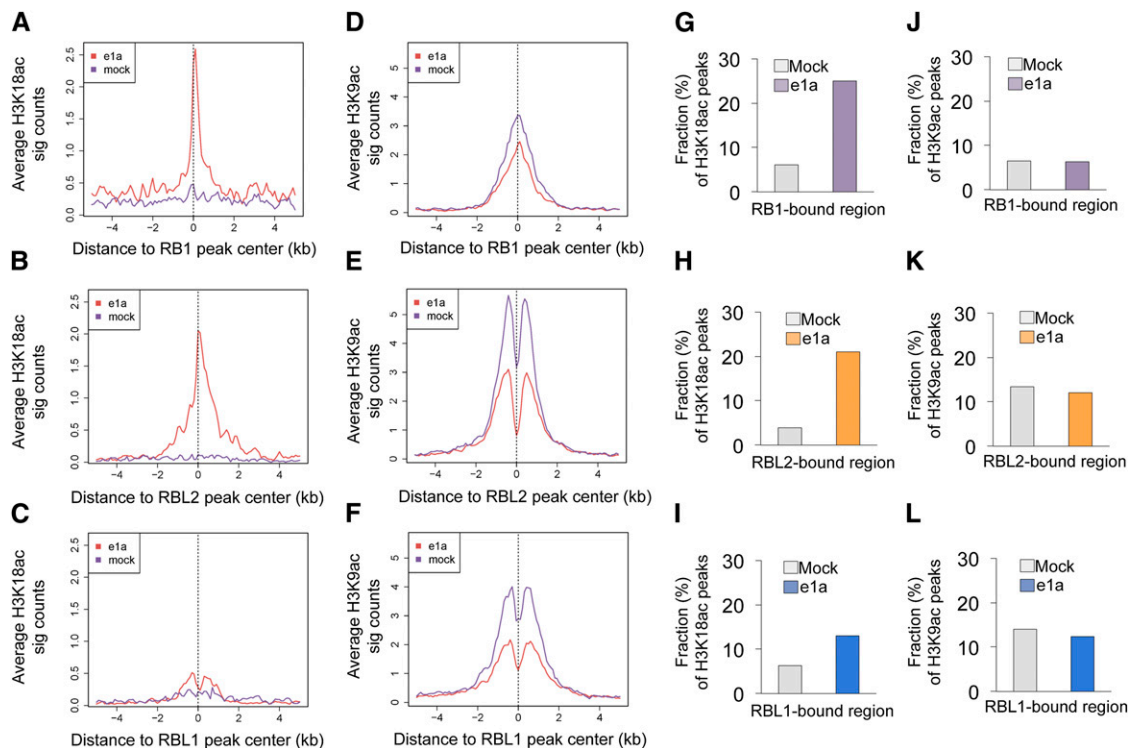 A
Average H3K18ac
sig counts
2.5
2.0
1.5
1.0
0.5
0.0
e1a
mock
−4 −2 0 2 4
Distance to RB1 peak center (kb)
D
Average H3K9ac
sig counts
5
4
3
2
1
0
e1a
mock
−4 −2 0 2 4
Distance to RB1 peak center (kb)
G
Fraction (%)
of H3K18ac peaks
30
20
10
0
Mock
e1a
RB1-bound region
J
Fraction (%)
of H3K9ac peaks
30
20
10
0
Mock
e1a
RB1-bound region
B
Average H3K18ac
sig counts
2.5
2.0
1.5
1.0
0.5
0.0
e1a
mock
−4 −2 0 2 4
Distance to RBL2 peak center (kb)
E
Average H3K9ac
sig counts
5
4
3
2
1
0
e1a
mock
−4 −2 0 2 4
Distance to RBL2 peak center (kb)
H
Fraction (%)
of H3K18ac peaks
30
20
10
0
Mock
e1a
RBL2-bound region
K
Fraction (%)
of H3K9ac peaks
30
20
10
0
Mock
e1a
RBL2-bound region
C
Average H3K18ac
sig counts
2.5
2.0
1.5
1.0
0.5
0.0
e1a
mock
−4 −2 0 2 4
Distance to RBL1 peak center (kb)
F
Average H3K9ac
sig counts
5
4
3
2
1
0
e1a
mock
−4 −2 0 2 4
Distance to RBL1 peak center (kb)
I
Fraction (%)
of H3K18ac peaks
30
20
10
0
Mock
e1a
RBL1-bound region
L
Fraction (%)
of H3K9ac peaks
30
20
10
0
Mock
e1a
RBL1-bound region